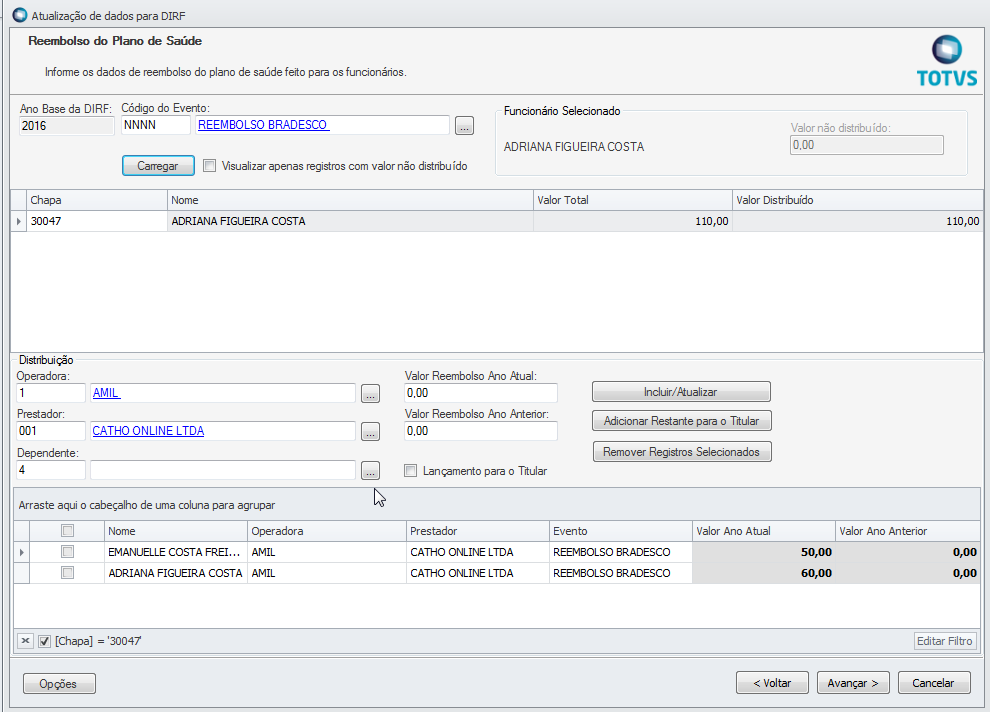 Atualização de dados para DIRF
Reembolso do Plano de Saúde
Informe os dados de reembolso do plano de saúde feito para os funcionários.
TOTVS
Ano Base da DIRF: Código do Evento:
2016 NNNN REEMBOLSO BRADESCO ...
Funcionário Selecionado
Valor não distribuído:
ADRIANA FIGUEIRA COSTA 0,00
Carregar Visualizar apenas registros com valor não distribuído
Chapa Nome Valor Total Valor Distribuído
30047 ADRIANA FIGUEIRA COSTA 110,00 110,00
Distribuição
Operadora: Valor Reembolso Ano Atual:
1 AMIL ... 0,00 Incluir/Atualizar
Prestador: Valor Reembolso Ano Anterior: Adicionar Restante para o Titular
001 CATHO ONLINE LTDA ... 0,00
Dependente: Remover Registros Selecionados
4 ... Lançamento para o Titular
Arraste aqui o cabeçalho de uma coluna para agrupar
Nome Operadora Prestador Evento Valor Ano Atual Valor Ano Anterior
EMANUELLE COSTA FREI... AMIL CATHO ONLINE LTDA REEMBOLSO BRADESCO 50,00 0,00
ADRIANA FIGUEIRA COSTA AMIL CATHO ONLINE LTDA REEMBOLSO BRADESCO 60,00 0,00
[Chapa] = '30047' Editar Filtro
Opções < Voltar Avançar > Cancelar